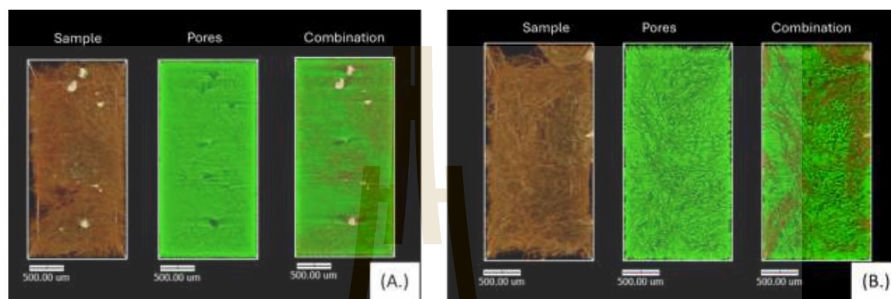 Sample Pores Combination
500.00 um 500.00 um 500.00 um
(A.)
Sample Pores Combination
500.00 um 500.00 um 500.00 um
(B.)